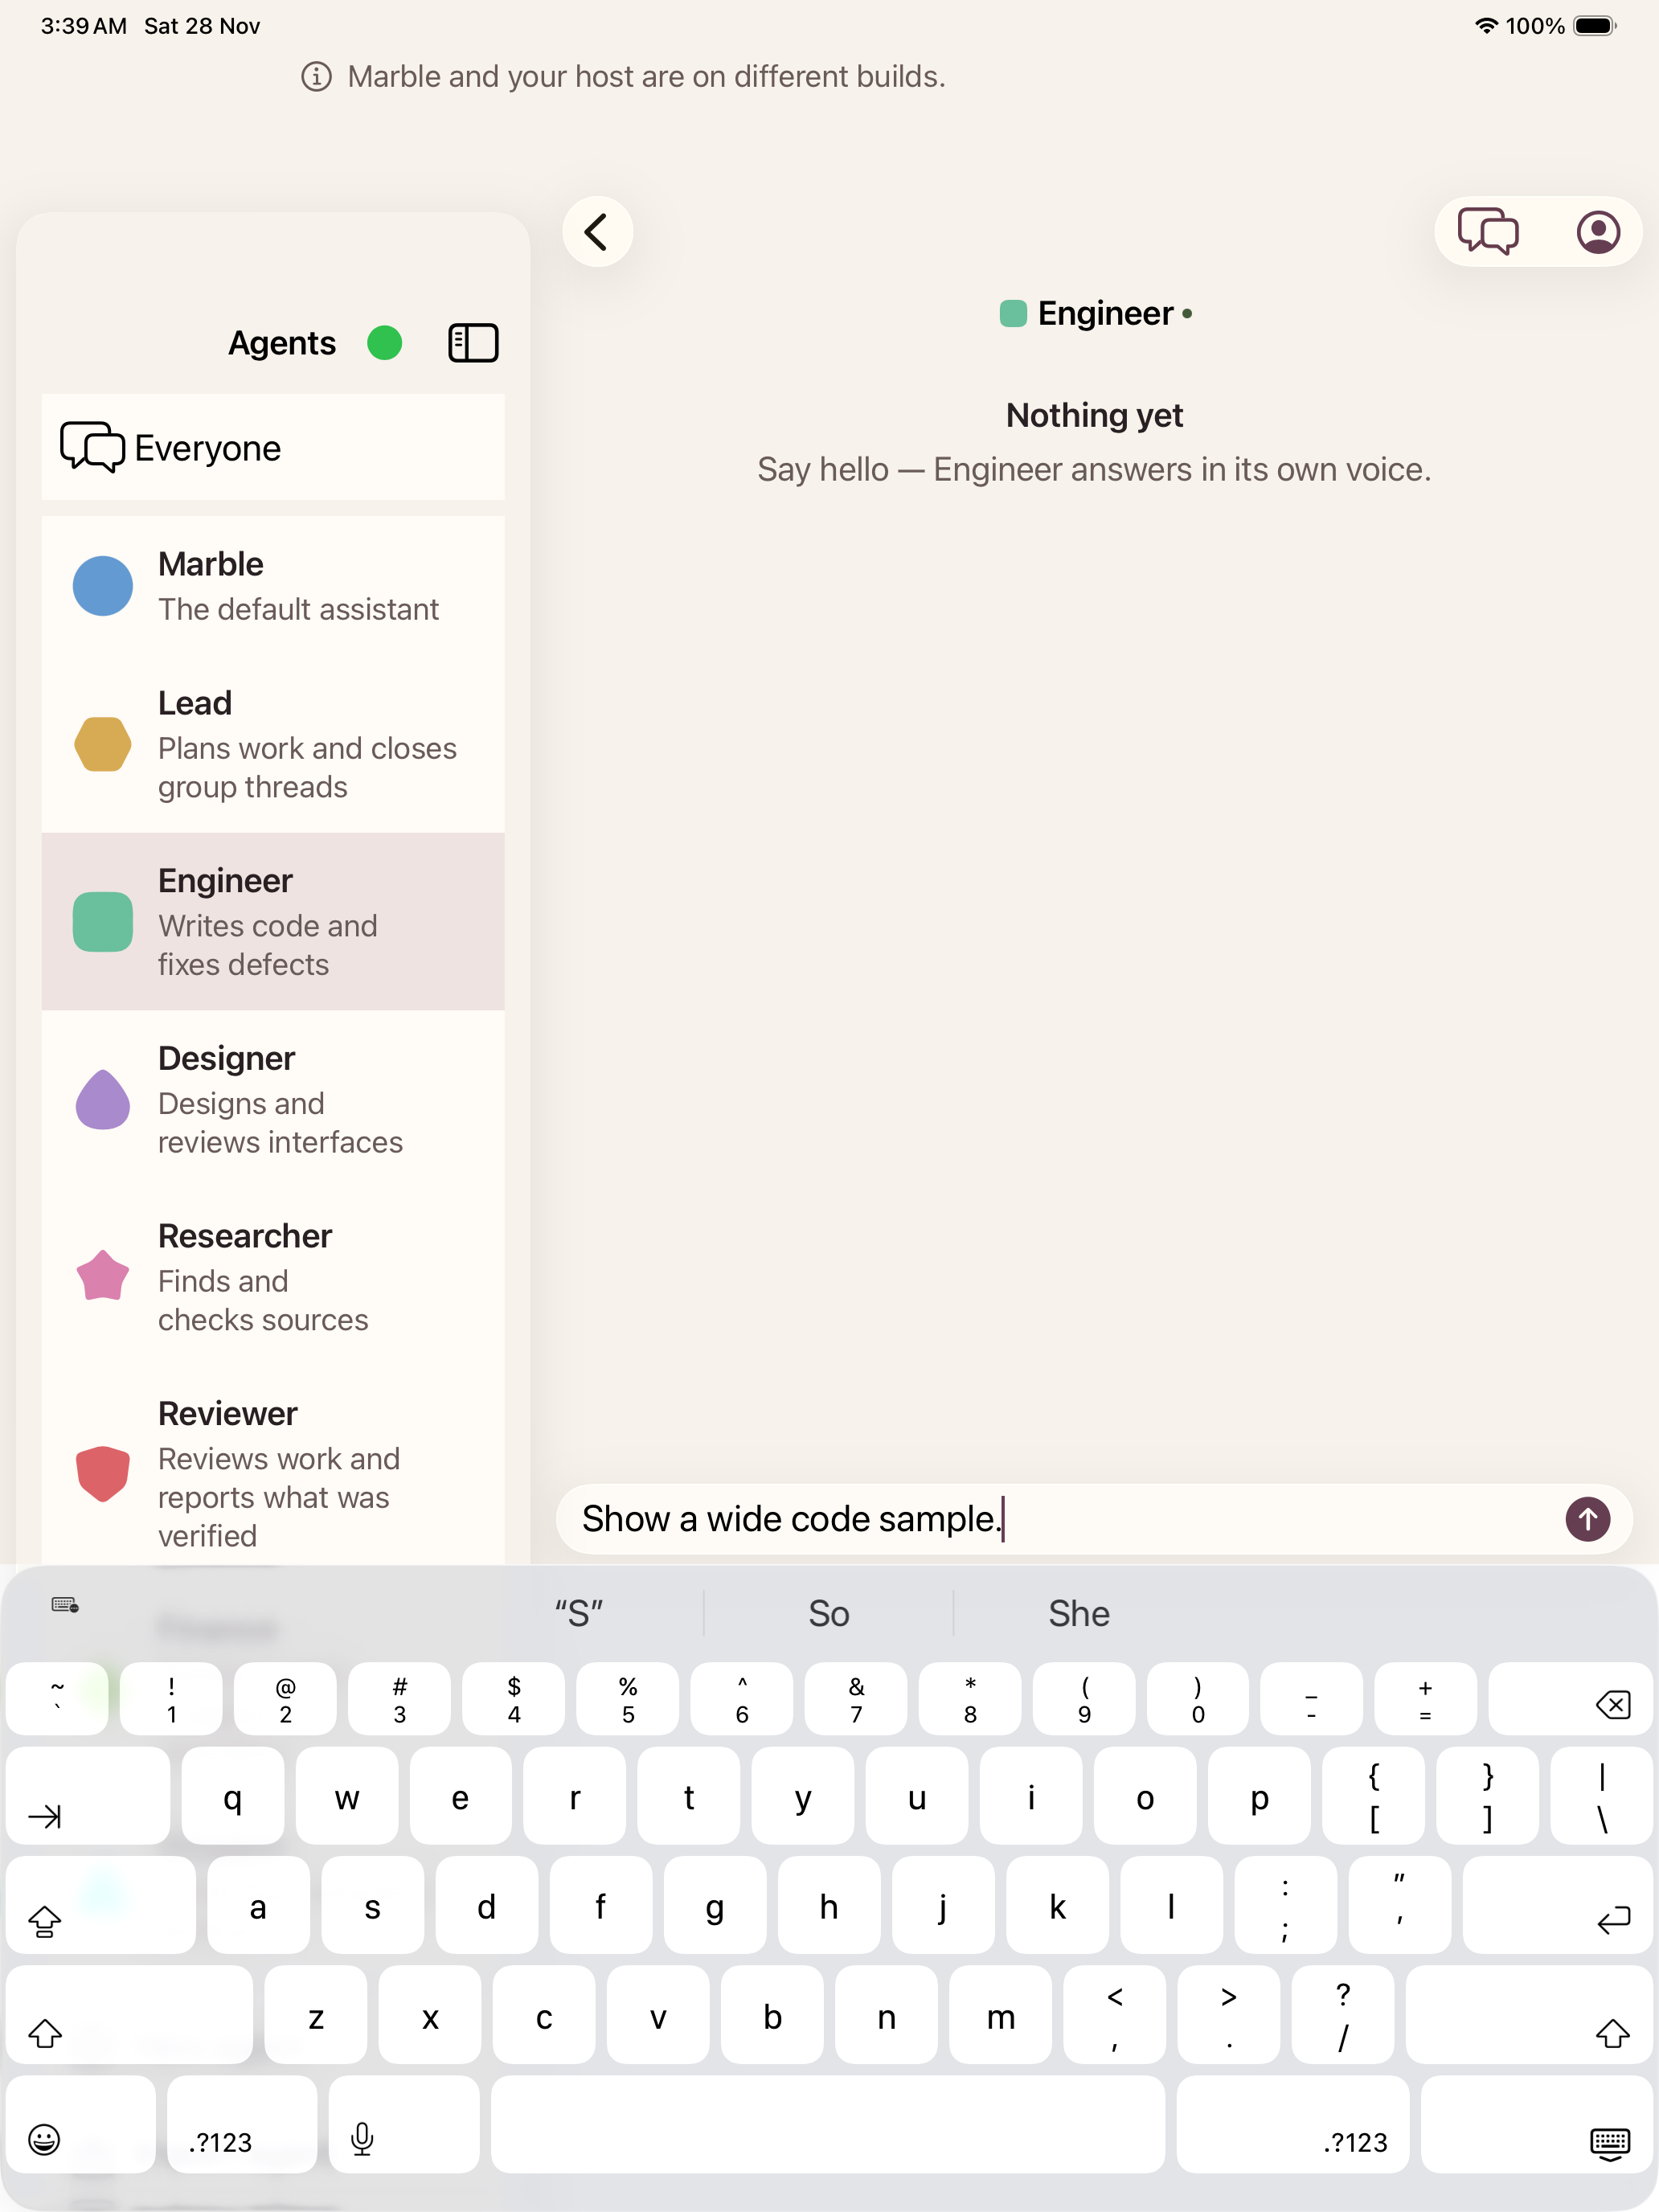 3:39 AM Sat 28 Nov
100%
Marble and your host are on different builds.
Agents
Everyone
Marble
The default assistant
Lead
Plans work and closes
group threads
Engineer
Writes code and
fixes defects
Designer
Designs and
reviews interfaces
Researcher
Finds and
checks sources
Reviewer
Reviews work and
reports what was
verified
Engineer
Nothing yet
Say hello — Engineer answers in its own voice.
Show a wide code sample.
“S” So She
~ ! @ # $ % ^ & * ( ) _ +
` 1 2 3 4 5 6 7 8 9 0 - =
q w e r t y u i o p { } |
[ ] \
a s d f g h j k l : "
; '
z x c v b n m < > ?
, . /
.?123 .?123